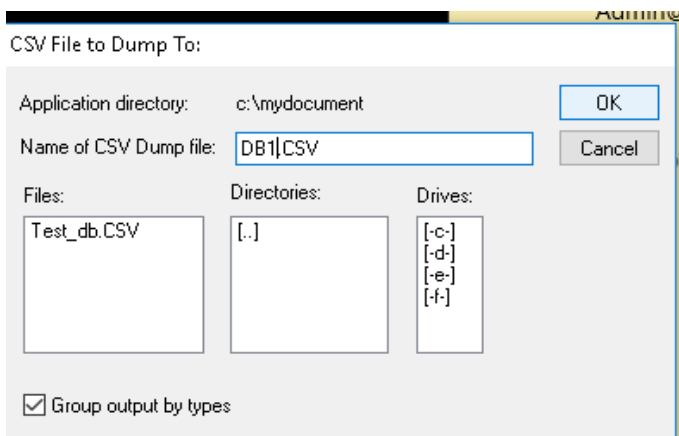 Admin@
CSV File to Dump To:
Application directory: c:\mydocument OK
Name of CSV Dump file: DB1.CSV Cancel
Files: Directories: Drives:
Test_db.CSV [..] [-c-]
[-d-]
[-e-]
[-f-]
Group output by types